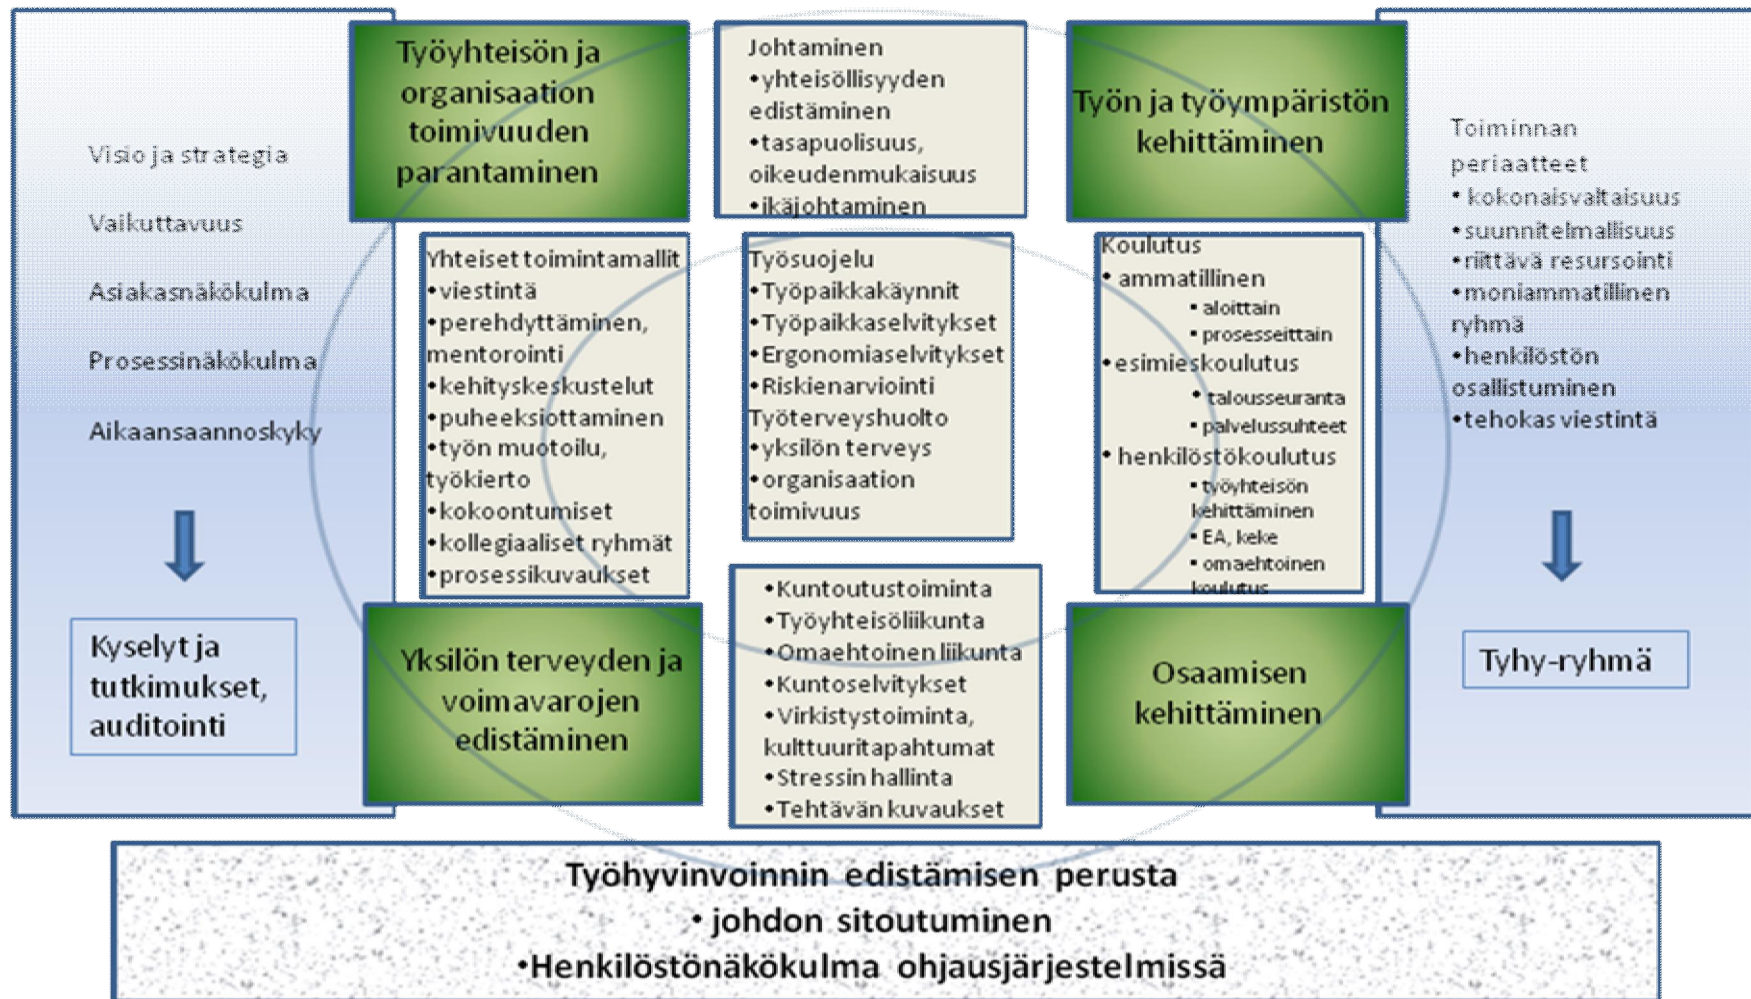 Visio ja strategia
Vaikuttavuus
Asiakasnäkökulma
Prosessinäkökulma
Aikaansaannoskyky
Kyselyt ja
tutkimukset,
auditointi
Työyhteisön ja
organisaation
toimivuuden
parantaminen
Johtaminen
•yhteisöllisyyden
edistäminen
•tasapuolisuus,
oikeudenmukaisuus
•ikäjohtaminen
Työn ja työympäristön
kehittäminen
Yhteiset toimintamallit
•viestintä
•perehdyttäminen,
mentorointi
•kehityskeskustelut
•puheeksiottaminen
•työn muotoilu,
työkierto
•kokoontumiset
•kollegiaaliset ryhmät
•prosessikuvaukset
Työsuojelu
•Työpaikkakäynnit
•Työpaikkaselvitykset
•Ergonomiaselvitykset
•Riskienarviointi
Työterveyshuolto
•yksilön terveys
•organisaation
toimivuus
Koulutus
• ammatillinen
▪ aloittain
▪ prosesseittain
•esimieskoulutus
• talousseuranta
▪ palvelussuhteet
• henkilöstökoulutus
▪ työyhteisön
kehittäminen
▪ EA, keke
▪ omaehtoinen
koulutus
Yksilön terveyden ja
voimavarojen
edistäminen
•Kuntoutustoiminta
•Työyhteisöliikunta
•Omaehtoinen liikunta
•Kuntoselvitykset
•Virkistystoiminta,
kulttuuritapahtumat
•Stressin hallinta
•Tehtävän kuvaukset
Osaamisen
kehittäminen
Toiminnan
periaatteet
• kokonaisvaltaisuus
•suunnitelmallisuus
•riittävä resursointi
•moniammatillinen
ryhmä
•henkilöstön
osallistuminen
•tehokas viestintä
Tyhy-ryhmä
Työhyvinvoinnin edistämisen perusta
• johdon sitoutuminen
•Henkilöstönäkökulma ohjausjärjestelmissä